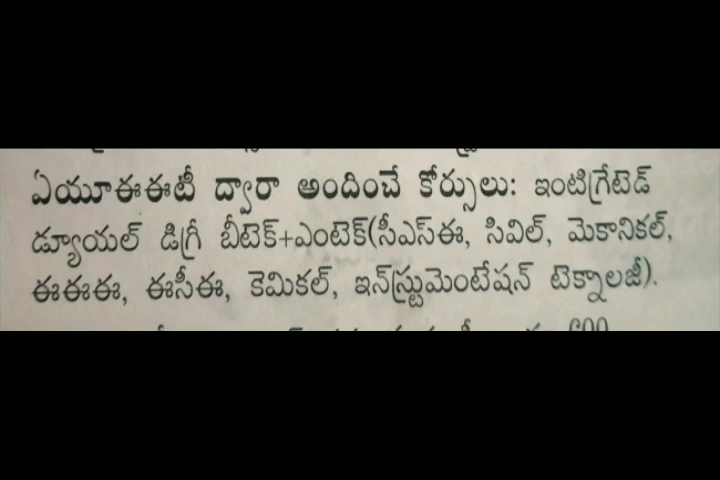 ఏయూఈఈటీ ద్వారా అందించే కోర్సులు: ఇంటిగ్రేటెడ్
డ్యూయల్ డిగ్రీ బీటెక్+ఎంటెక్(సీఎస్ఈ, సివిల్, మెకానికల్,
ఈఈఈ, ఈసీఈ, కెమికల్, ఇన్‌స్ట్రుమెంటేషన్ టెక్నాలజీ).